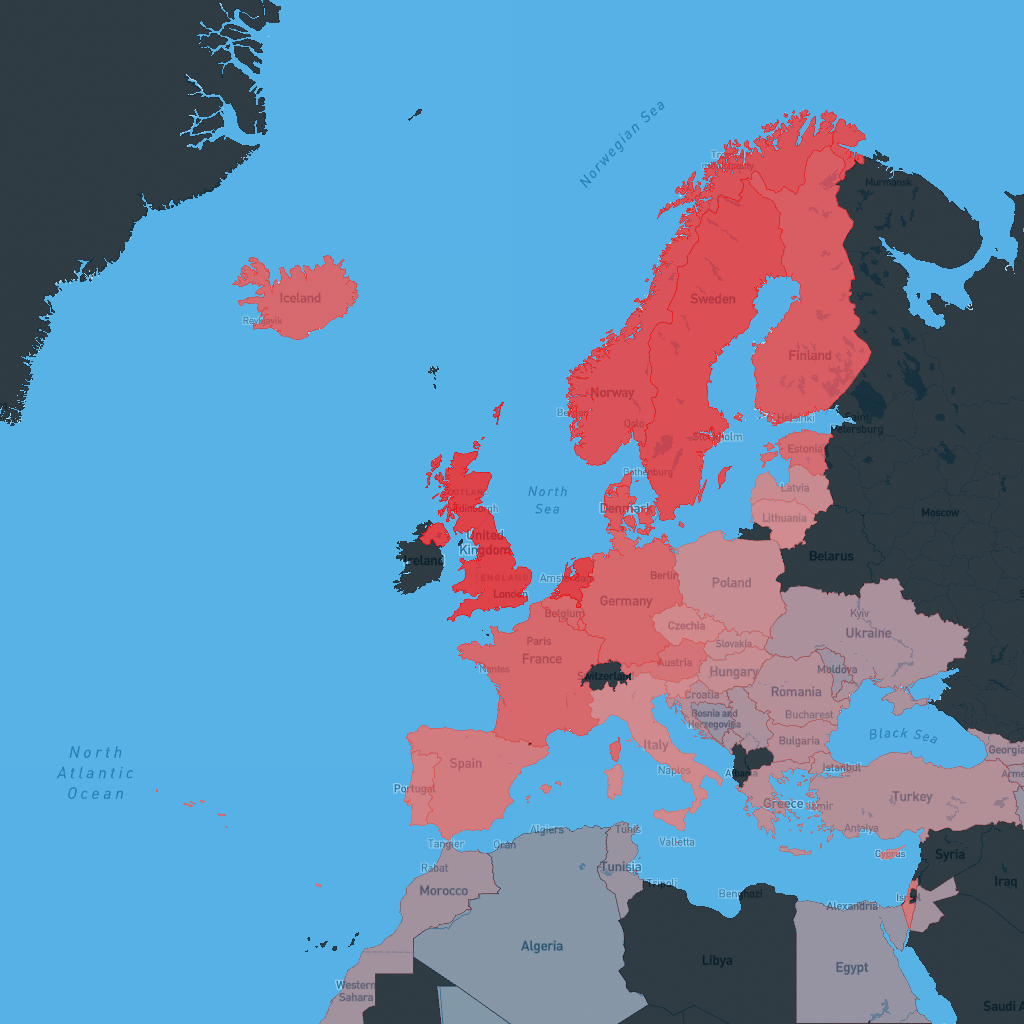 Norwegian Sea
Murmansk
Iceland
Reykjavik
Sweden
Finland
Norway
Bergen
Oslo
Helsinki
Saint
Petersburg
Stockholm
Estonia
Gothenburg
Latvia
North
Sea
Denmark
Lithuania
Moscow
Edinburgh
United
Kingdom
Ireland
Belarus
ENGLAND
Amsterdam
Berlin
London
Poland
Germany
Belgium
Kyiv
Ukraine
Czechia
Paris
France
Slovakia
Nantes
Austria
Moldova
Switzerland
Hungary
Romania
Croatia
Bosnia and
Herzegovina
Bucharest
Black Sea
Bulgaria
Italy
Georgia
North
Atlantic
Ocean
Spain
Portugal
Naples
Albania
Istanbul
Arme
Greece
Izmir
Turkey
Antalya
Tangier
Oran
Algiers
Tunis
Valletta
Cyprus
Syria
Rabat
Tunisia
Morocco
Tripoli
Benghazi
Alexandria
Iraq
Algeria
Libya
Egypt
Western
Sahara
Saudi A